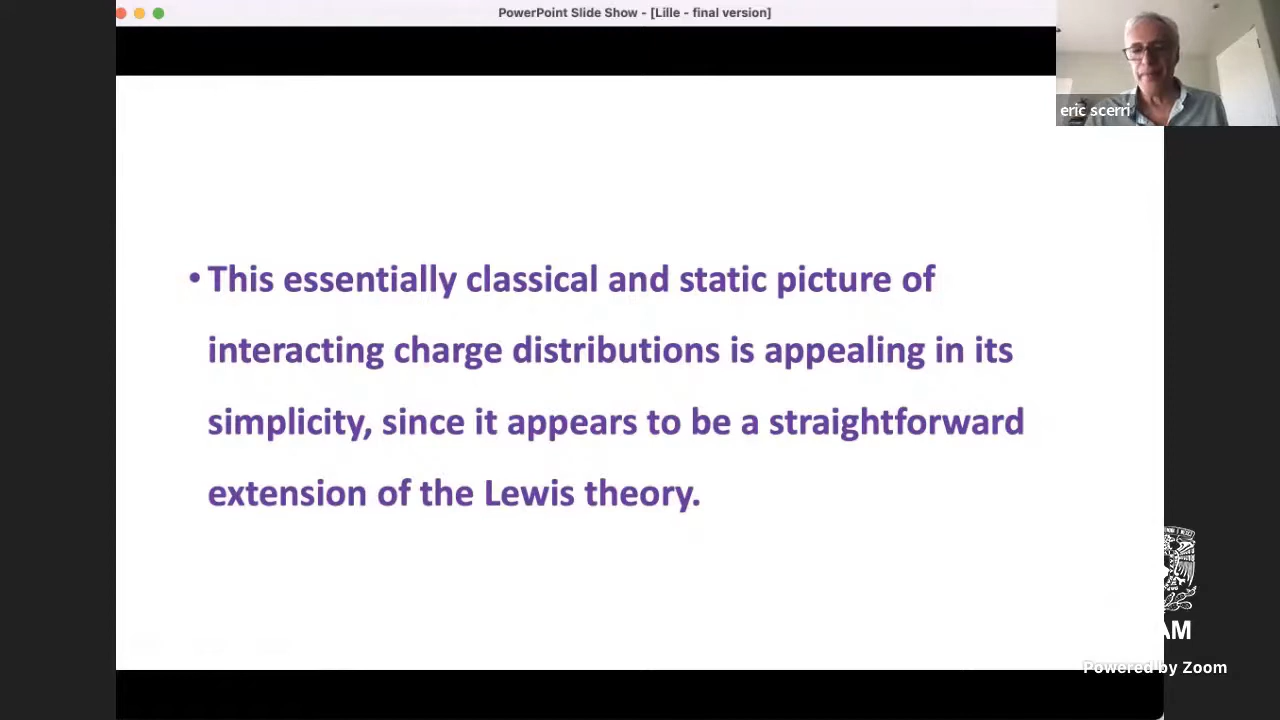 PowerPoint Slide Show - [Lille - final version]
eric scerri
• This essentially classical and static picture of
interacting charge distributions is appealing in its
simplicity, since it appears to be a straightforward
extension of the Lewis theory.
AM
Powered by Zoom